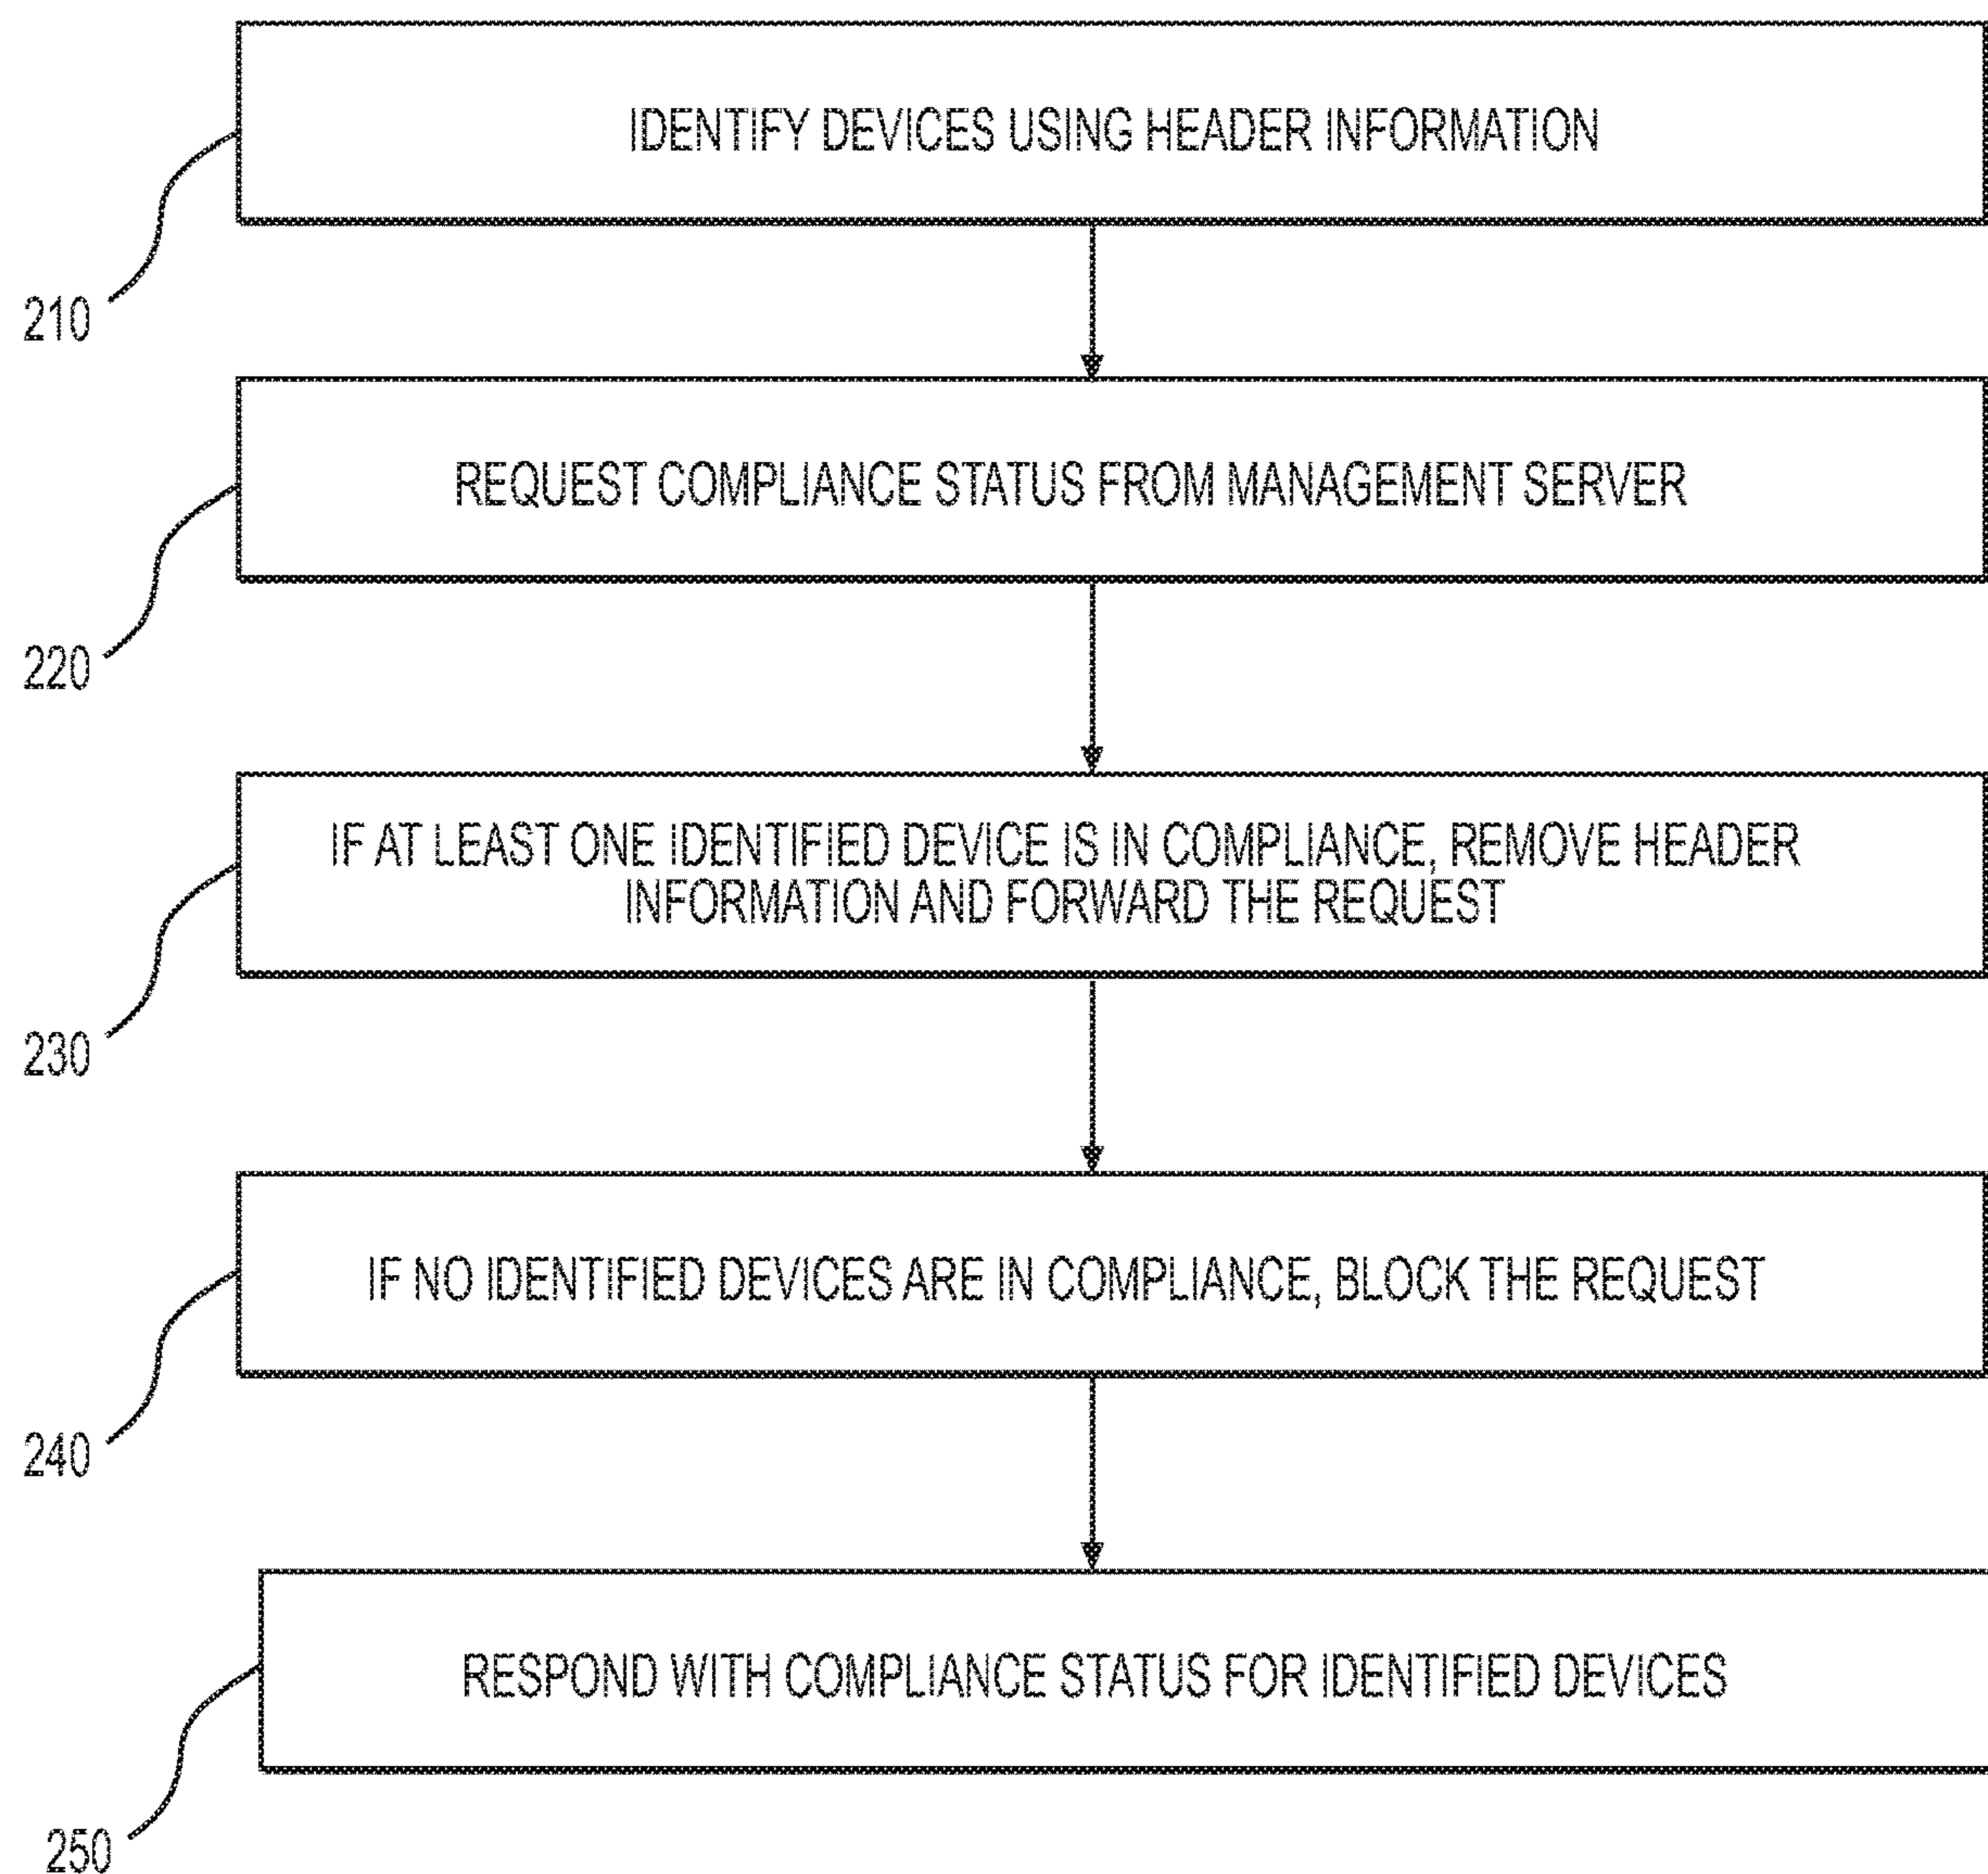 IDENTIFY DEVICES USING HEADER INFORMATION
210
REQUEST COMPLIANCE STATUS FROM MANAGEMENT SERVER
220
IF AT LEAST ONE IDENTIFIED DEVICE IS IN COMPLIANCE, REMOVE HEADER
INFORMATION AND FORWARD THE REQUEST
230
IF NO IDENTIFIED DEVICES ARE IN COMPLIANCE, BLOCK THE REQUEST
240
RESPOND WITH COMPLIANCE STATUS FOR IDENTIFIED DEVICES
250